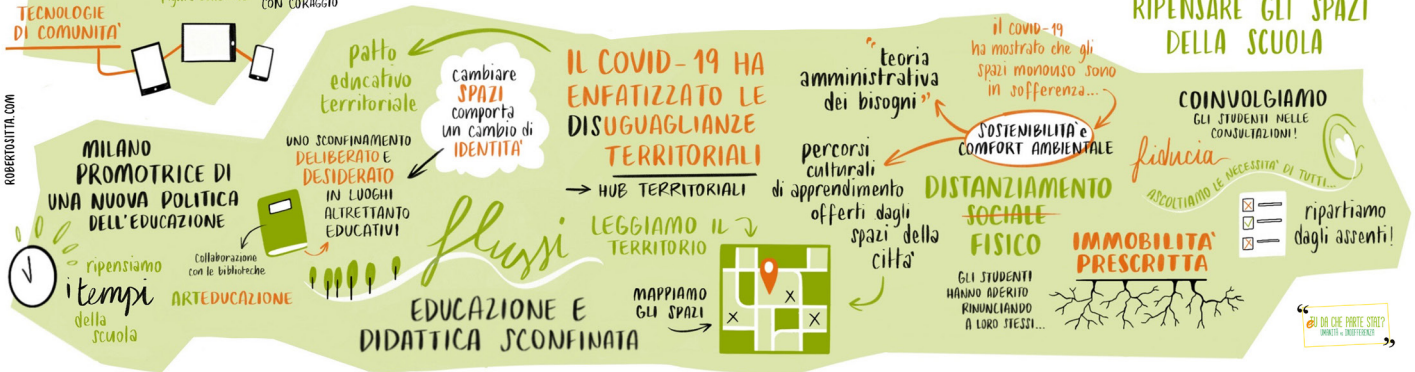 CON CORAGGIO
TECNOLOGIE
DI COMUNITA'
ROBERTOSITTA.COM
MILANO
PROMOTRICE DI
UNA NUOVA POLITICA
DELL'EDUCAZIONE
ripensiamo
i tempi
della
scuola
Collaborazione
con le biblioteche
ARTEDUCAZIONE
patto
educativo
territoriale
UNO SCONFINAMENTO
DELIBERATO E
DESIDERATO
IN LUOGHI
ALTRETTANTO
EDUCATIVI
cambiare
SPAZI
comporta
un cambio di
IDENTITA'
flussi
EDUCAZIONE E
DIDATTICA SCONFINATA
IL COVID-19 HA
ENFATIZZATO LE
DISUGUAGLIANZE
TERRITORIALI
→ HUB TERRITORIALI
LEGGIAMO IL
TERRITORIO
MAPPIAMO
GLI SPAZI
X
X
X
"teoria
amministrativa
dei bisogni"
percorsi
culturali
di apprendimento
offerti dagli
spazi della
citta'
il COVID-19
ha mostrato che gli
spazi monouso sono
in sofferenza...
SOSTENIBILITA' e
COMFORT AMBIENTALE
DISTANZIAMENTO
SOCIALE
FISICO
GLI STUDENTI
HANNO ADERITO
RINUNCIANDO
A LORO STESSI...
IMMOBILITA'
PRESCRITTA
RIPENSARE GLI SPAZI
DELLA SCUOLA
COINVOLGIAMO
GLI STUDENTI NELLE
CONSULTAZIONI!
fiducia
ASCOLTIAMO LE NECESSITA' DI TUTTI...
ripartiamo
dagli assenti!
"TU DA CHE PARTE STAI?
UMANITÀ o INDIFFERENZA"